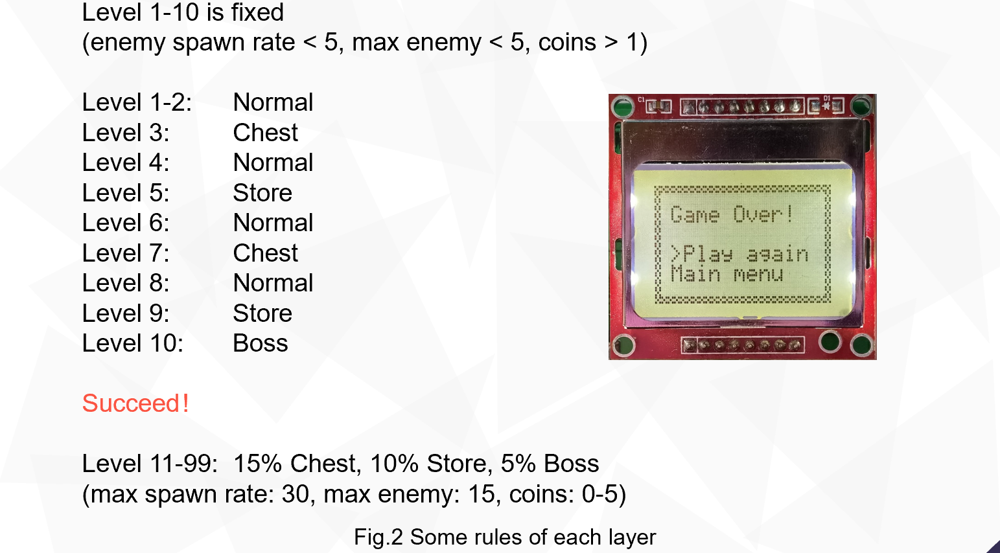 Level 1-10 is fixed
(enemy spawn rate < 5, max enemy < 5, coins > 1)
Level 1-2: Normal
Level 3: Chest
Level 4: Normal
Level 5: Store
Level 6: Normal
Level 7: Chest
Level 8: Normal
Level 9: Store
Level 10: Boss
Succeed!
Level 11-99: 15% Chest, 10% Store, 5% Boss
(max spawn rate: 30, max enemy: 15, coins: 0-5)
C1
D1
Game Over!
>Play again
Main menu
Fig.2 Some rules of each layer